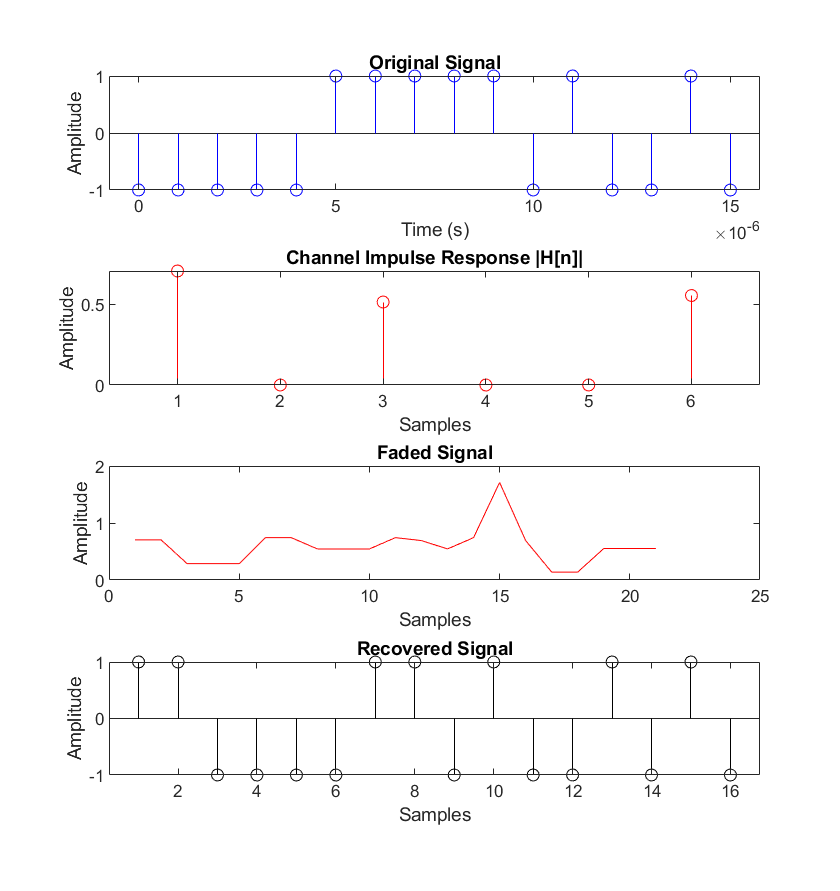 Original Signal
1
0
-1
Amplitude
0 5 10 15
Time (s)
×10-6
Channel Impulse Response |H[n]|
0.5
0
Amplitude
1 2 3 4 5 6
Samples
Faded Signal
2
1
0
Amplitude
0 5 10 15 20 25
Samples
Recovered Signal
1
0
-1
Amplitude
2 4 6 8 10 12 14 16
Samples